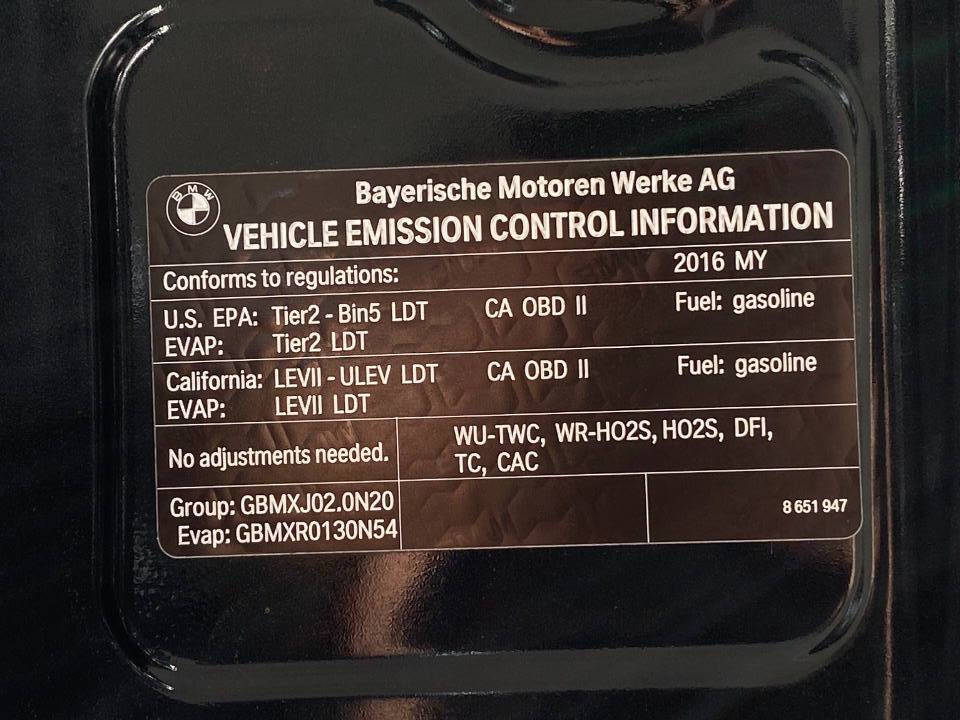 BMW
Bayerische Motoren Werke AG
VEHICLE EMISSION CONTROL INFORMATION
Conforms to regulations: 2016 MY
U.S. EPA: Tier2 - Bin5 LDT CA OBD II Fuel: gasoline
EVAP: Tier2 LDT
California: LEVII - ULEV LDT CA OBD II Fuel: gasoline
EVAP: LEVII LDT
No adjustments needed.
WU-TWC, WR-HO2S, HO2S, DFI,
TC, CAC
Group: GBMXJ02.0N20
Evap: GBMXR0130N54
8 651 947